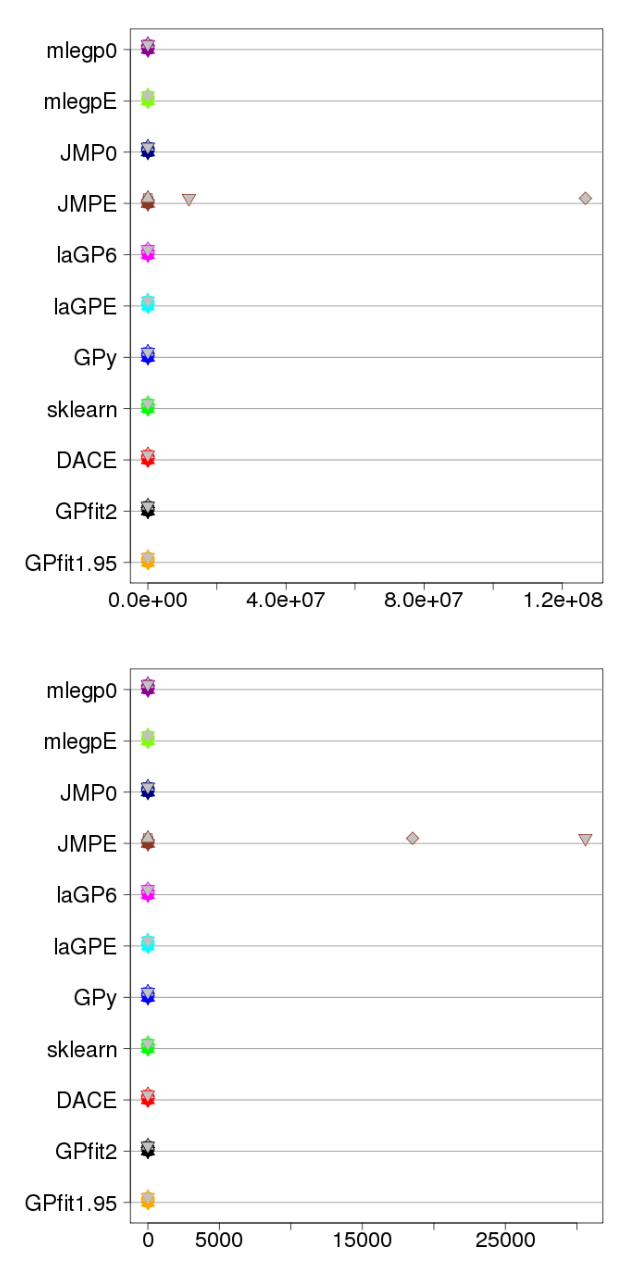 mlegp0
mlegpE
JMP0
JMPE
laGP6
laGPE
GPy
sklearn
DACE
GPfit2
GPfit1.95
0.0e+00 4.0e+07 8.0e+07 1.2e+08
mlegp0
mlegpE
JMP0
JMPE
laGP6
laGPE
GPy
sklearn
DACE
GPfit2
GPfit1.95
0 5000 15000 25000